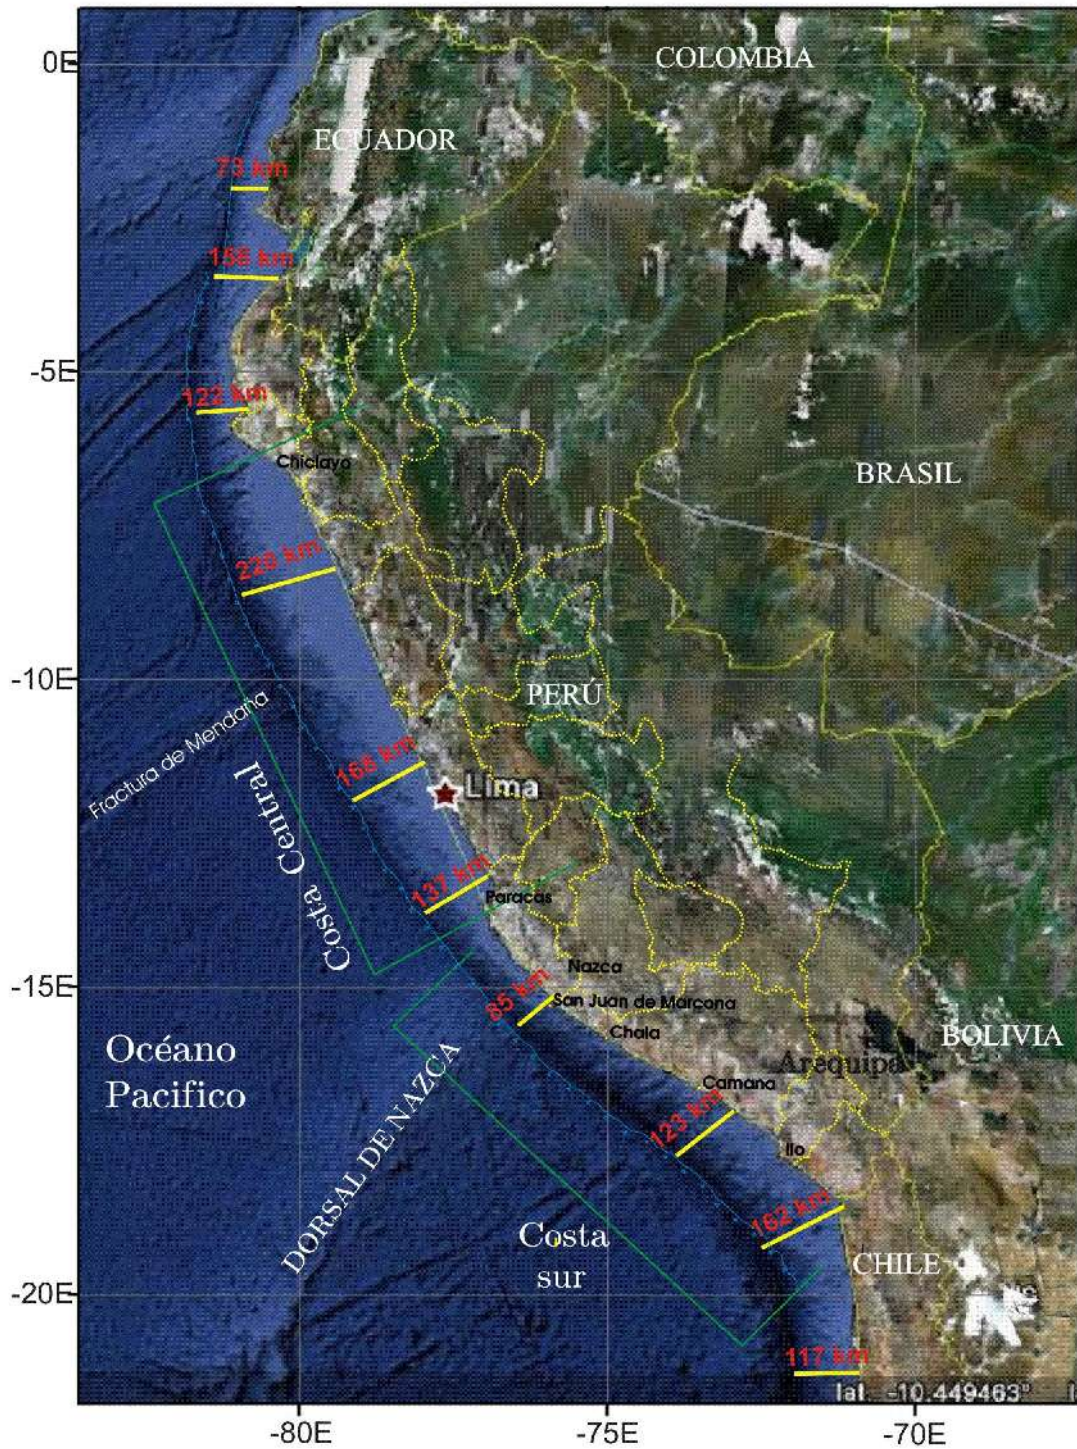 COLOMBIA
0E
ECUADOR
73 km
156 km
-5E
122 km
Chiclayo
BRASIL
220 km
-10E
PERÚ
Fractura de Mendaña
Costa Central
168 km
Lima
137 km
Paracas
Nazca
-15E
85 km
San Juan de Marcona
Chala
BOLIVIA
Océano
Pacifico
Arequipa
Camana
DORSAL DE NAZCA
123 km
Ilo
162 km
Costa
sur
CHILE
-20E
117 km
lat. -10.449463°
-80E
-75E
-70E